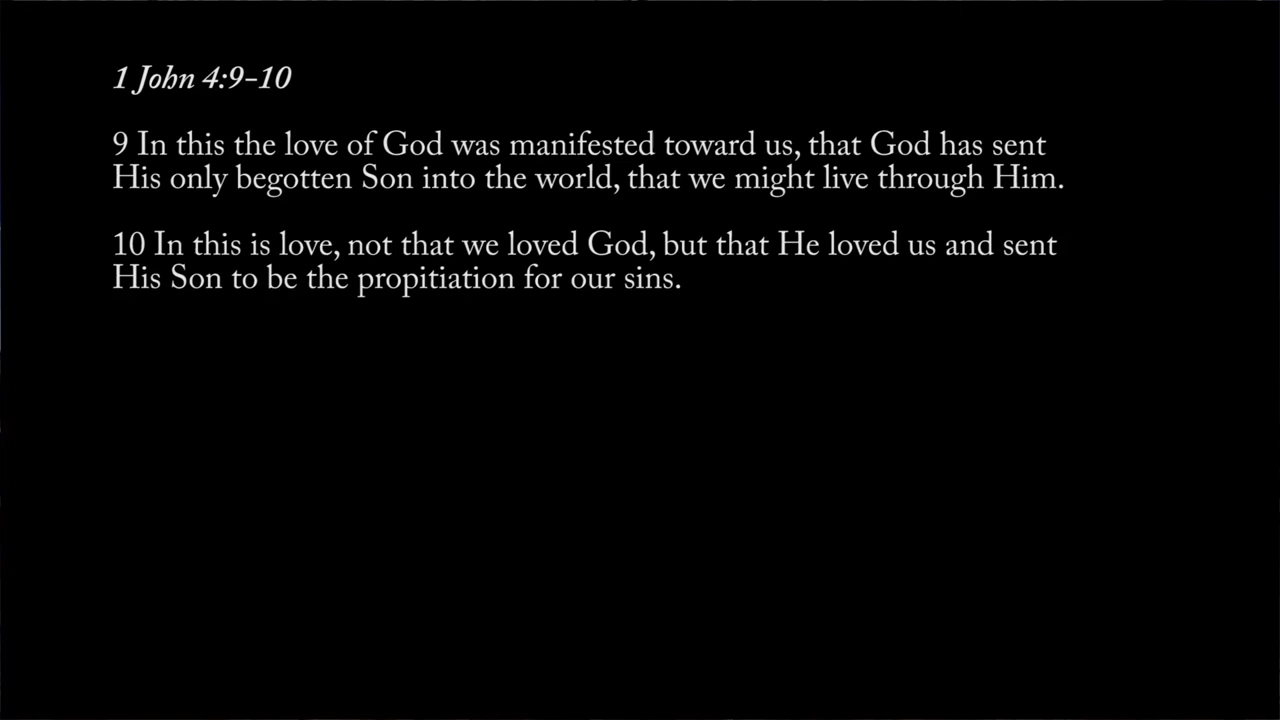 1 John 4:9-10
9 In this the love of God was manifested toward us, that God has sent
His only begotten Son into the world, that we might live through Him.
10 In this is love, not that we loved God, but that He loved us and sent
His Son to be the propitiation for our sins.